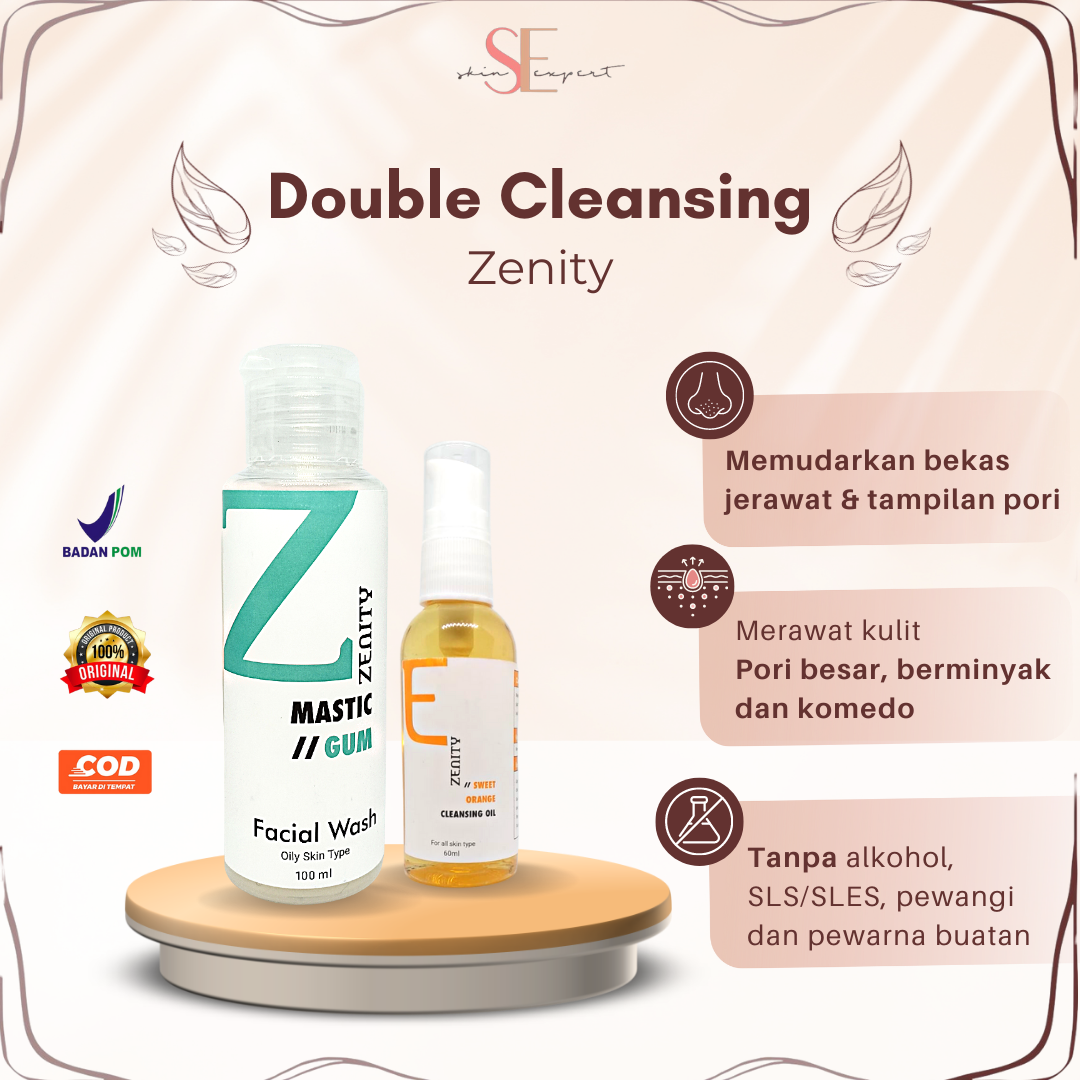 SE
skin expert
Double Cleansing
Zenity
BADAN POM
ORIGINAL PRODUCT
100%
ORIGINAL
COD
BAYAR DI TEMPAT
Z
ZENITY
MASTIC
// GUM
Facial Wash
Oily Skin Type
100 ml
E
ZENITY
// SWEET
ORANGE
CLEANSING OIL
For all skin type
60ml
Memudarkan bekas
jerawat & tampilan pori
Merawat kulit
Pori besar, berminyak
dan komedo
Tanpa alkohol,
SLS/SLES, pewangi
dan pewarna buatan